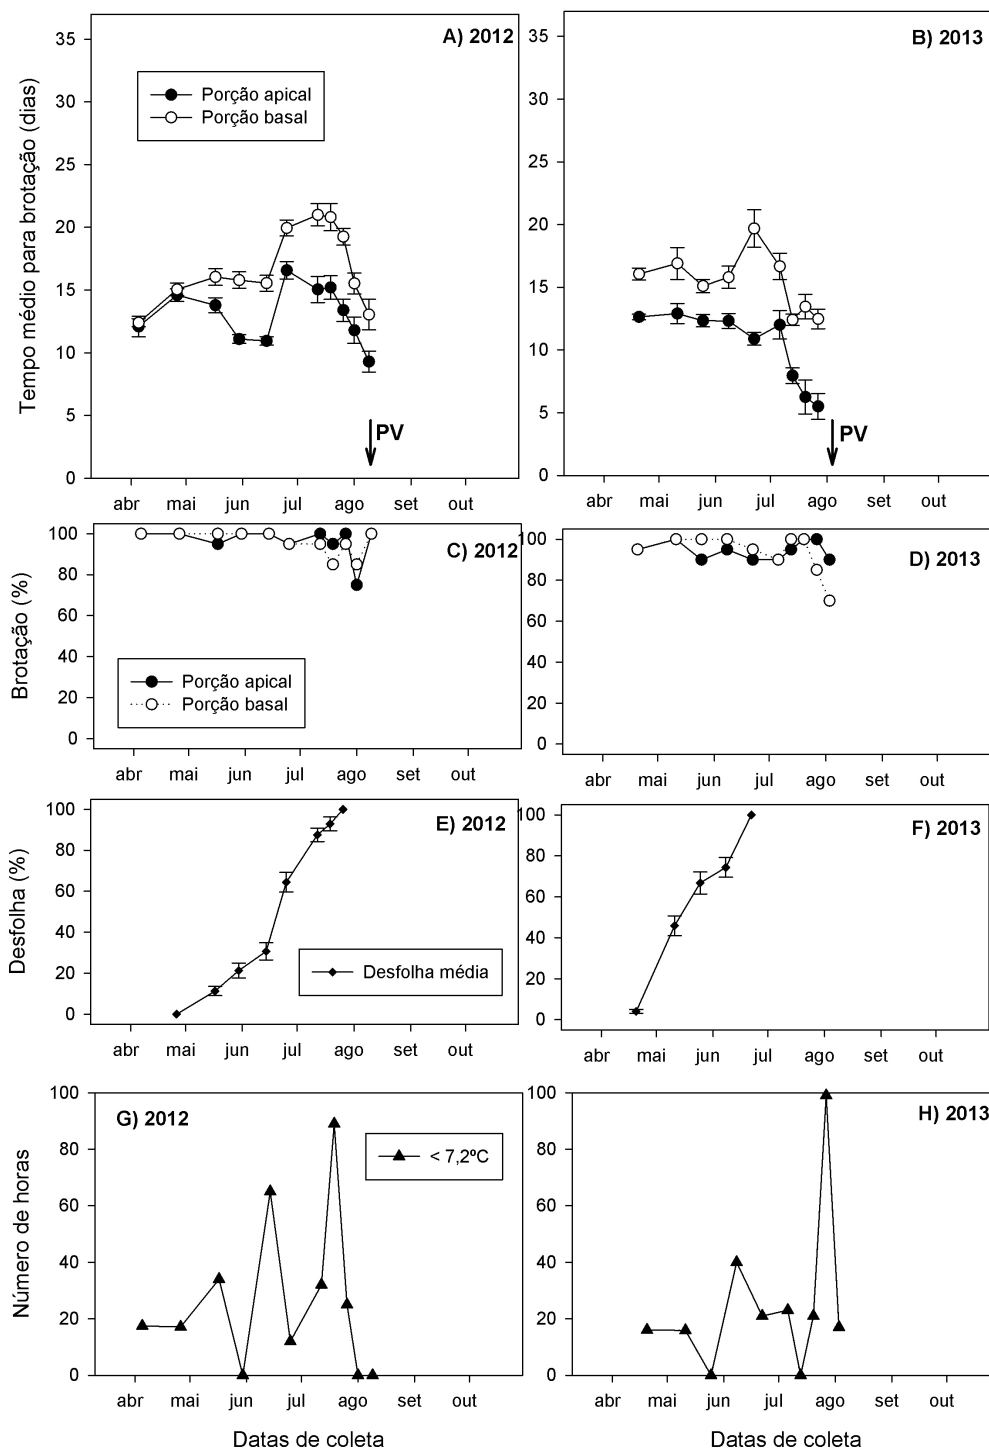 A) 2012
B) 2013
Tempo médio para brotação (dias)
35
30
25
20
15
10
5
0
Porção apical
Porção basal
PV
abr mai jun jul ago set out
35
30
25
20
15
10
5
0
PV
abr mai jun jul ago set out
C) 2012
D) 2013
Brotação (%)
100
80
60
40
20
0
Porção apical
Porção basal
abr mai jun jul ago set out
100
80
60
40
20
0
abr mai jun jul ago set out
E) 2012
F) 2013
Desfolha (%)
100
80
60
40
20
0
Desfolha média
abr mai jun jul ago set out
100
80
60
40
20
0
abr mai jun jul ago set out
G) 2012
H) 2013
Número de horas
100
80
60
40
20
0
< 7,2ºC
abr mai jun jul ago set out
100
80
60
40
20
0
abr mai jun jul ago set out
Datas de coleta
Datas de coleta